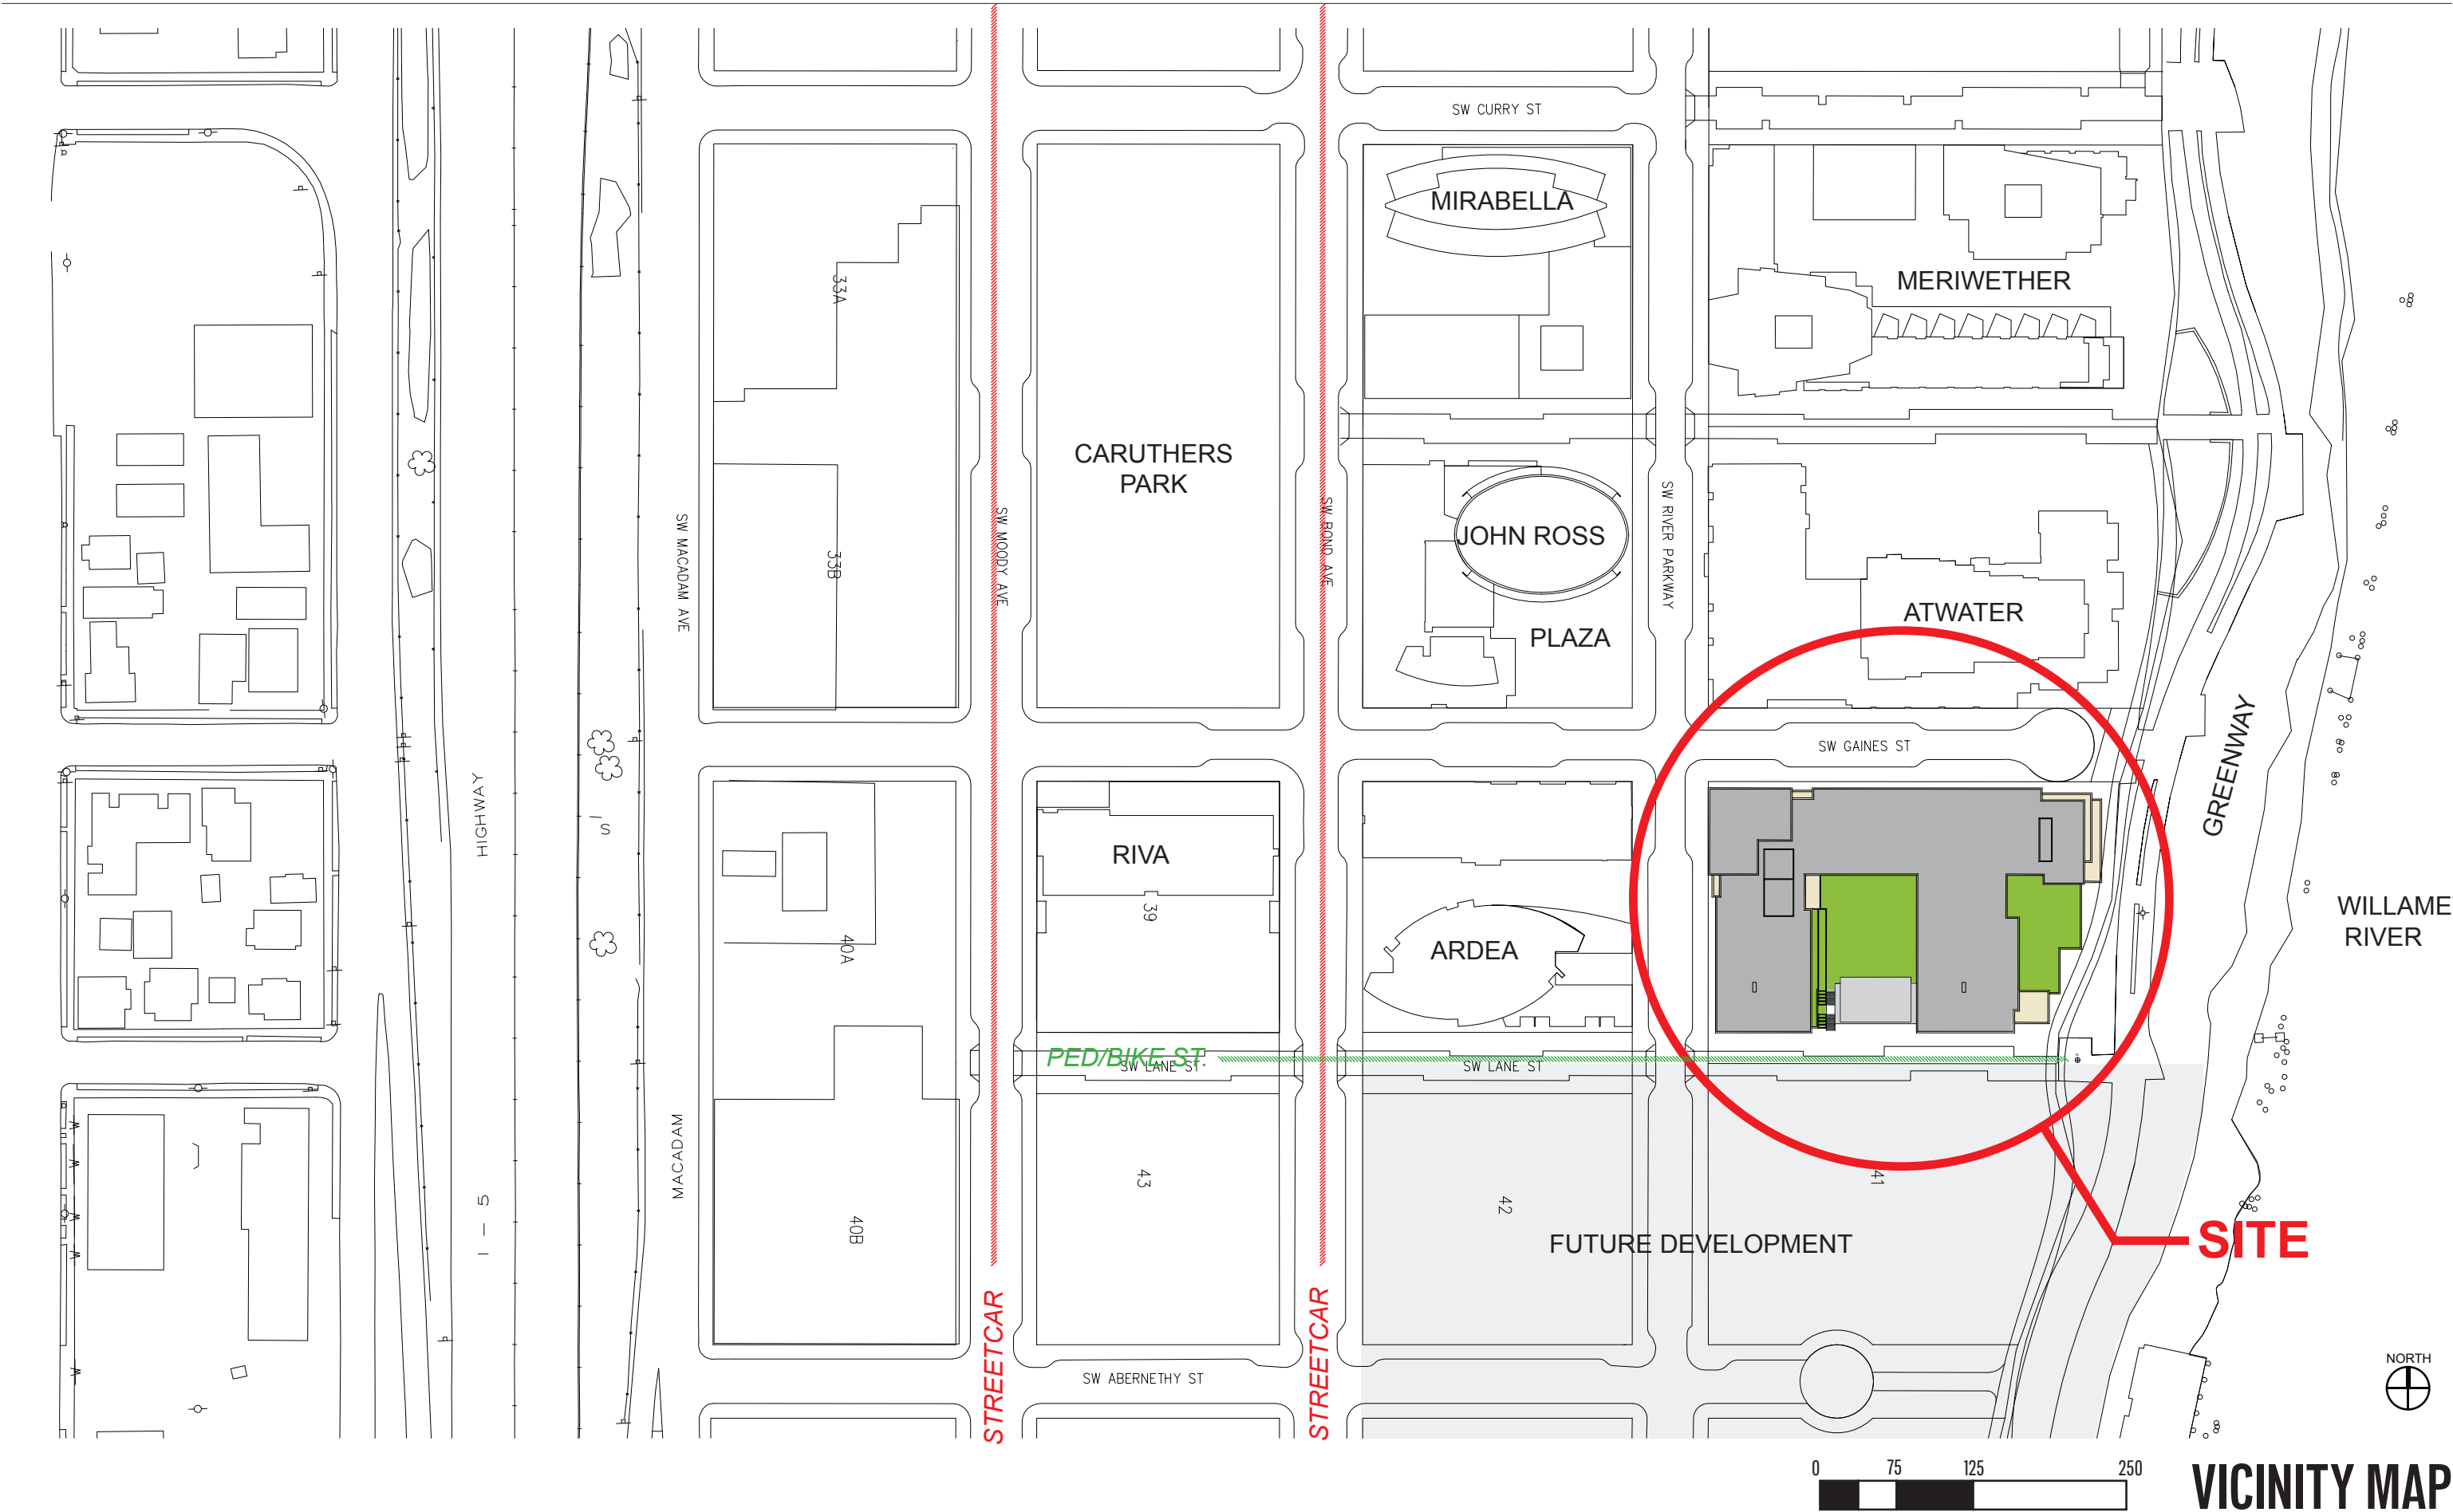 SW CURRY ST
MIRABELLA
MERIWETHER
33A
CARUTHERS
PARK
SW MACADAM AVE
SW MOODY AVE
SW BOND AVE
SW RIVER PARKWAY
JOHN ROSS
33B
ATWATER
PLAZA
SW GAINES ST
GREENWAY
HIGHWAY
RIVA
39
ARDEA
40A
WILLAME
RIVER
PED/BIKE ST.
SW LANE ST.
SW LANE ST
MACADAM
43
42
41
I - 5
40B
FUTURE DEVELOPMENT
SITE
STREETCAR
STREETCAR
SW ABERNETHY ST
NORTH
0 75 125 250
VICINITY MAP